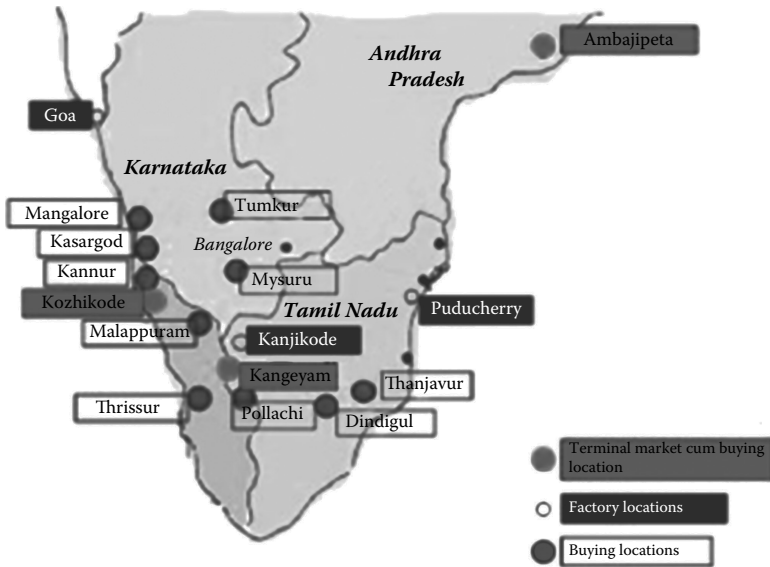 Andhra
Pradesh
Ambajipeta
Goa
Karnataka
Tumkur
Mangalore
Kasargod
Bangalore
Kannur
Mysuru
Kozhikode
Tamil Nadu
Puducherry
Malappuram
Kanjikode
Kangeyam
Thanjavur
Thrissur
Pollachi
Dindigul
Terminal market cum buying
location
Factory locations
Buying locations